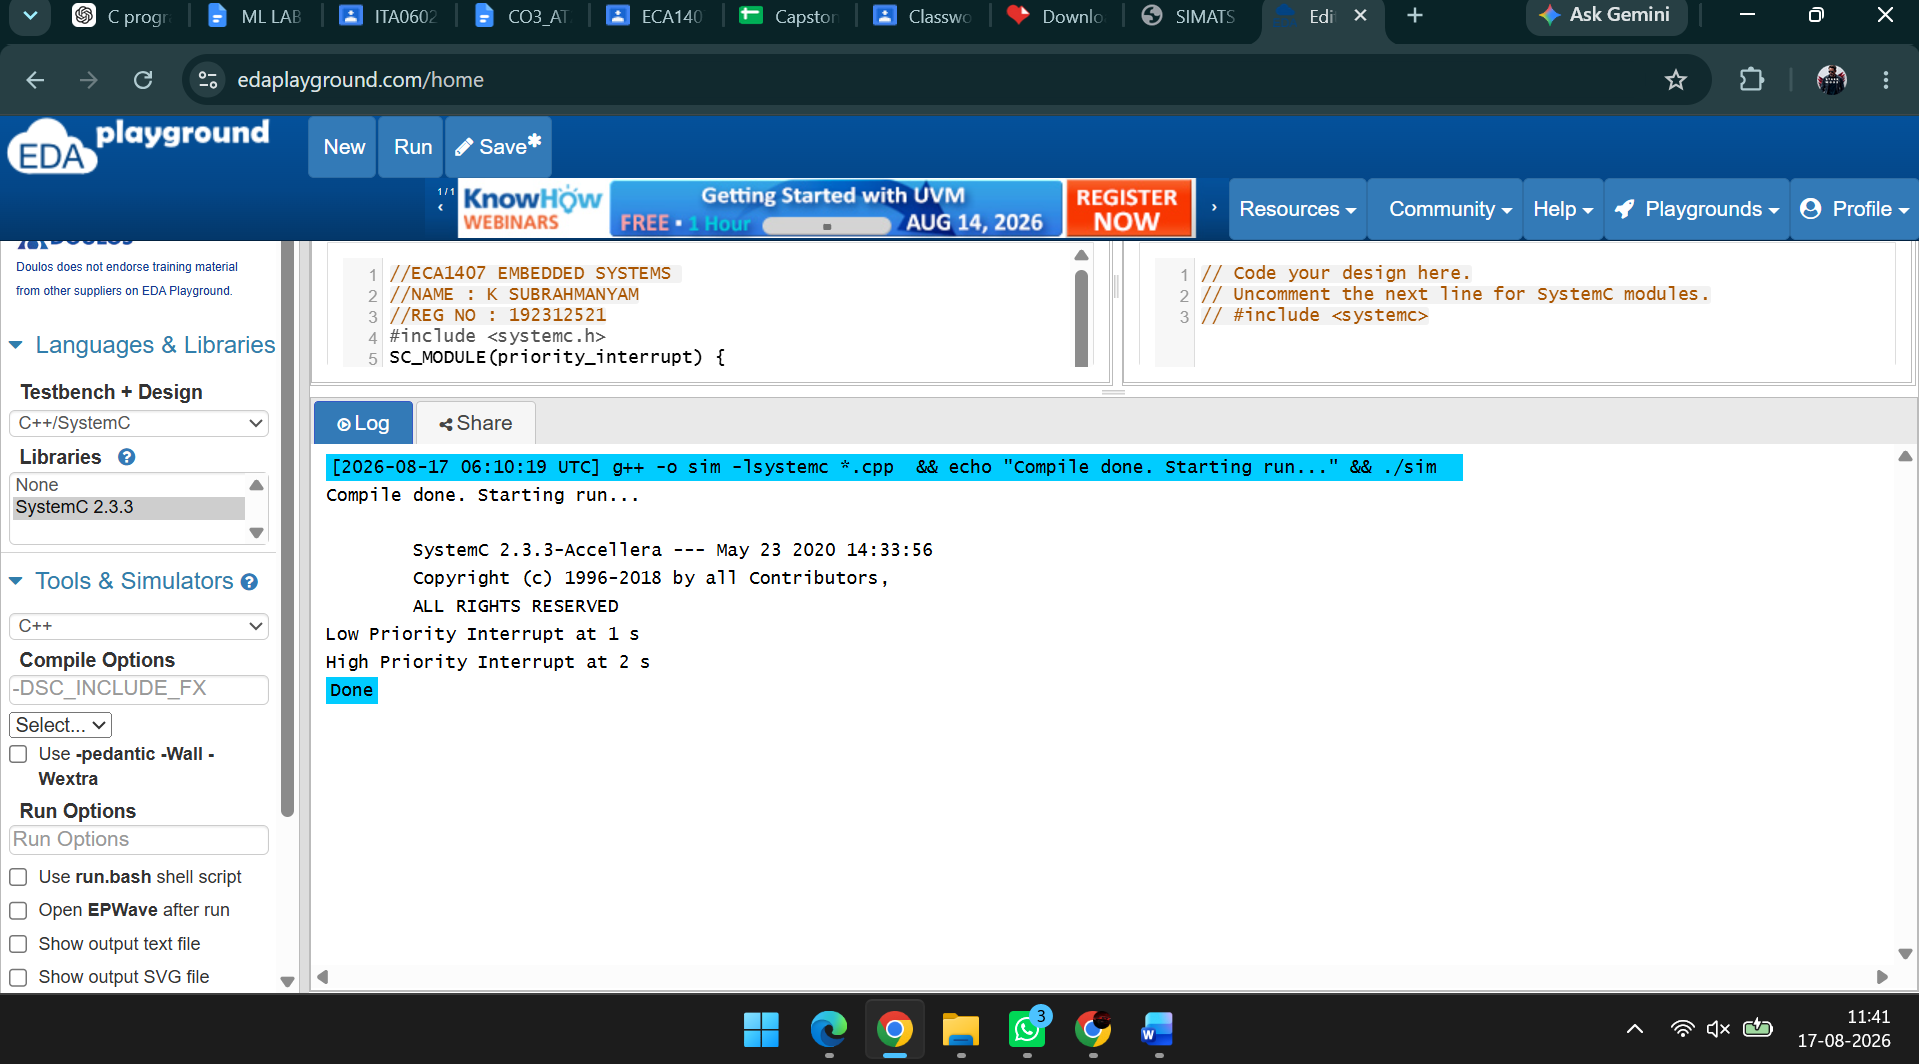 C progr
ML LAB
ITA0602
CO3_AT
ECA140
Capstor
Classwo
Downlo
SIMATS
Edi
Ask Gemini
edaplayground.com/home
EDA playground
New
Run
Save*
1/1
KnowHow
WEBINARS
Getting Started with UVM
FREE • 1 Hour
AUG 14, 2026
REGISTER
NOW
Resources
Community
Help
Playgrounds
Profile
Doulos does not endorse training material
from other suppliers on EDA Playground.
Languages & Libraries
Testbench + Design
C++/SystemC
Libraries
None
SystemC 2.3.3
Tools & Simulators
C++
Compile Options
-DSC_INCLUDE_FX
Select...
Use -pedantic -Wall -
Wextra
Run Options
Run Options
Use run.bash shell script
Open EPWave after run
Show output text file
Show output SVG file
1 //ECA1407 EMBEDDED SYSTEMS
2 //NAME : K SUBRAHMANYAM
3 //REG NO : 192312521
4 #include <systemc.h>
5 SC_MODULE(priority_interrupt) {
1 // Code your design here.
2 // Uncomment the next line for SystemC modules.
3 // #include <systemc>
Log
Share
[2026-08-17 06:10:19 UTC] g++ -o sim -lsystemc *.cpp  && echo "Compile done. Starting run..." && ./sim
Compile done. Starting run...
SystemC 2.3.3-Accellera --- May 23 2020 14:33:56
Copyright (c) 1996-2018 by all Contributors,
ALL RIGHTS RESERVED
Low Priority Interrupt at 1 s
High Priority Interrupt at 2 s
Done
3
11:41
17-08-2026